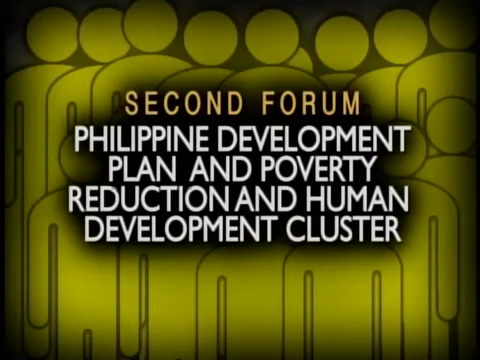 SECOND FORUM
PHILIPPINE DEVELOPMENT
PLAN AND POVERTY
REDUCTION AND HUMAN
DEVELOPMENT CLUSTER